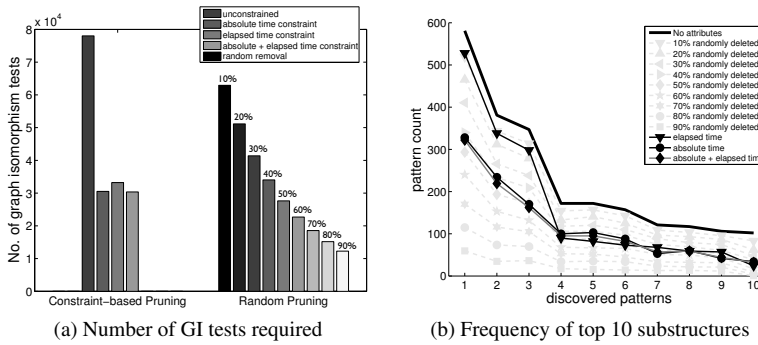 x 10⁴
8
7
6
5
4
3
2
1
0
No. of graph isomorphism tests
unconstrained
absolute time constraint
elapsed time constraint
absolute + elapsed time constraint
random removal
10%
20%
30%
40%
50%
60%
70%
80%
90%
Constraint−based Pruning
Random Pruning
(a) Number of GI tests required
600
500
400
300
200
100
0
pattern count
No attributes
10% randomly deleted
20% randomly deleted
30% randomly deleted
40% randomly deleted
50% randomly deleted
60% randomly deleted
70% randomly deleted
80% randomly deleted
90% randomly deleted
elapsed time
absolute time
absolute + elapsed time
1 2 3 4 5 6 7 8 9 10
discovered patterns
(b) Frequency of top 10 substructures